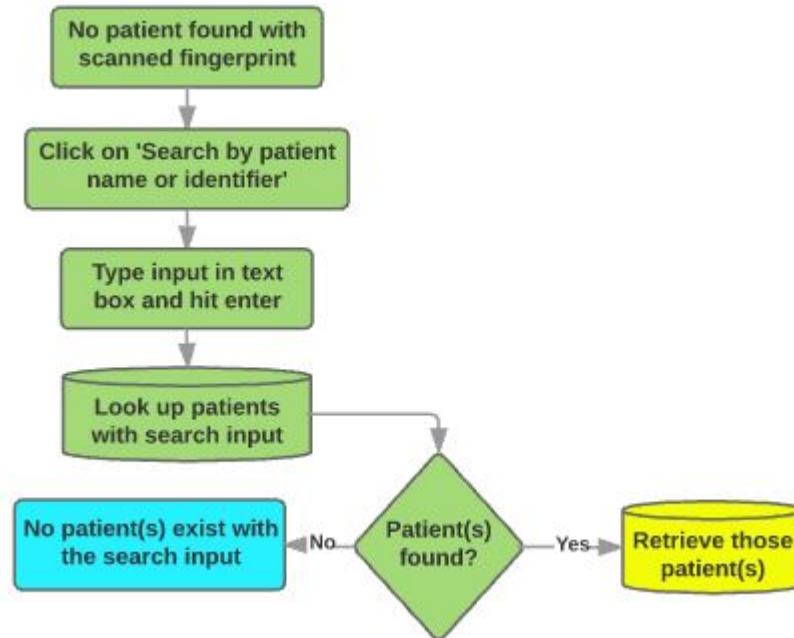 No patient found with
scanned fingerprint
Click on 'Search by patient
name or identifier'
Type input in text
box and hit enter
Look up patients
with search input
No patient(s) exist with
the search input
No
Patient(s)
found?
Yes
Retrieve those
patient(s)